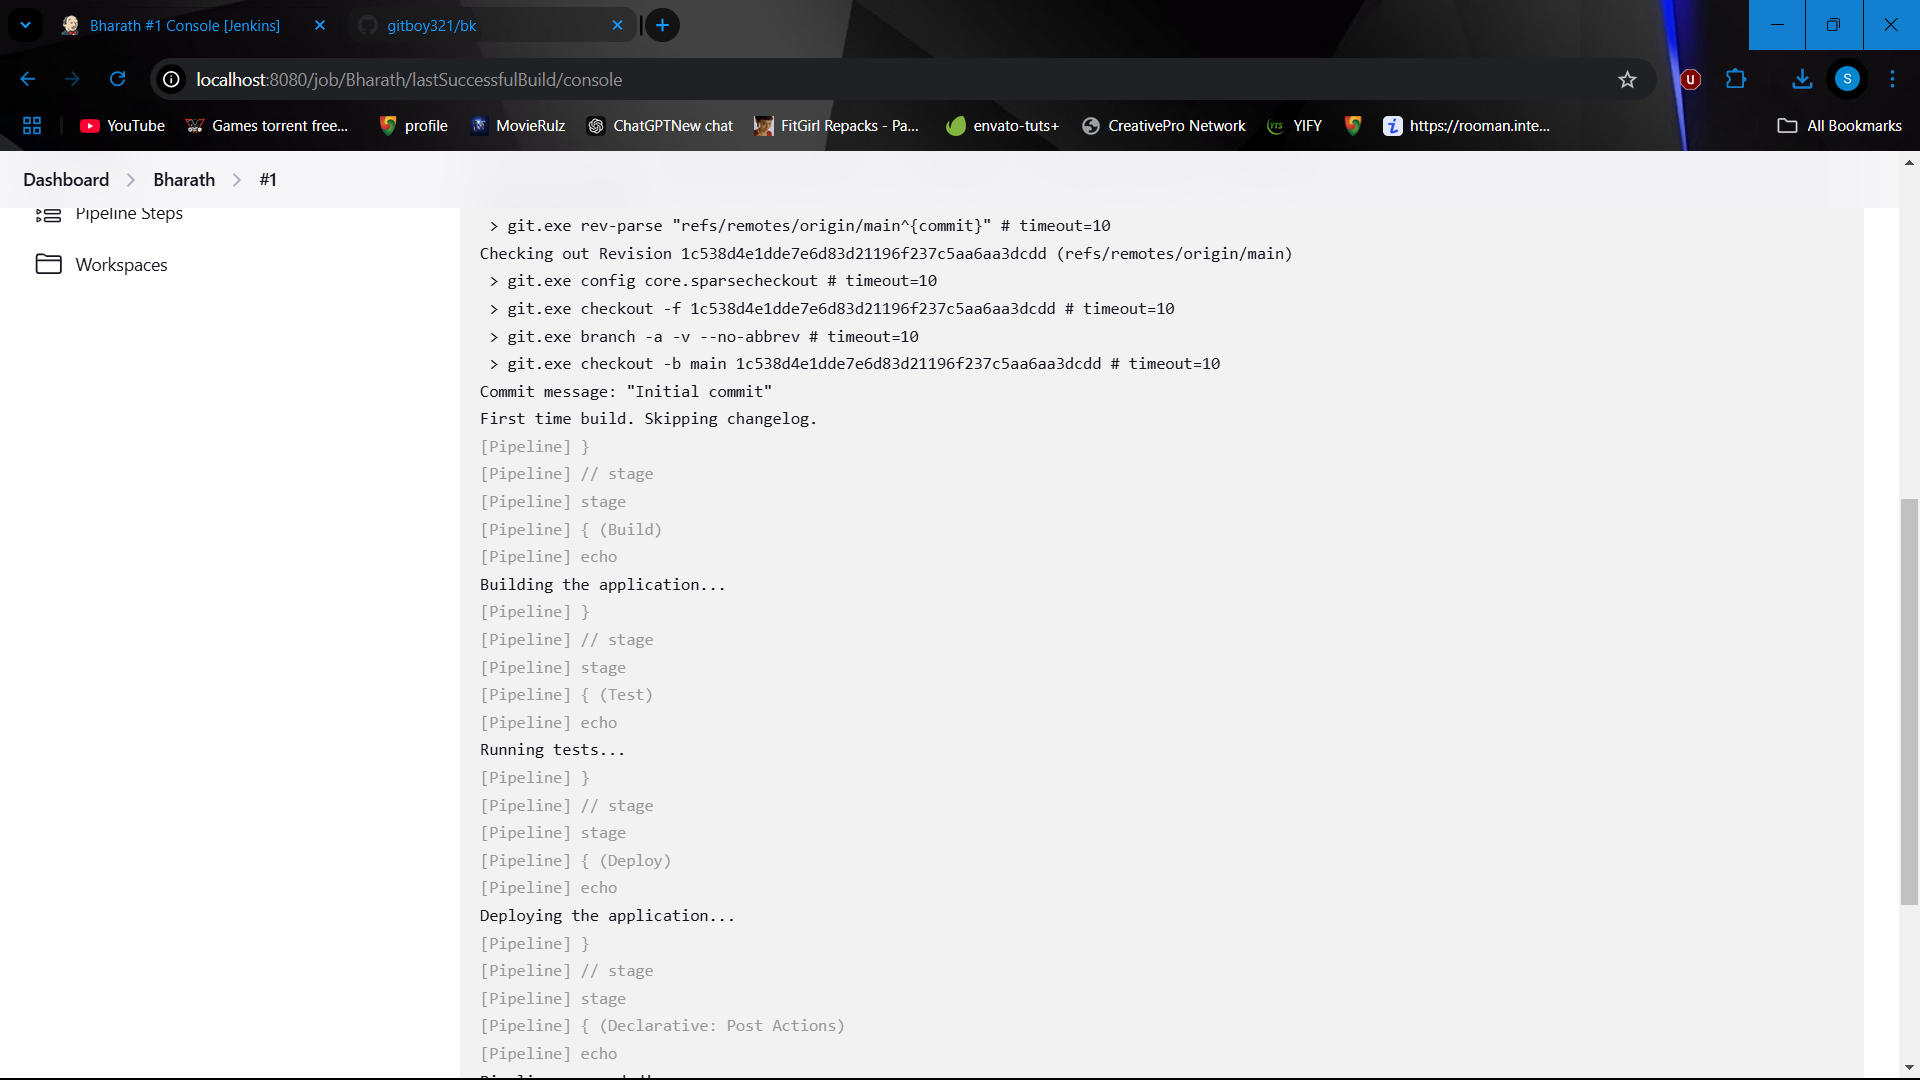 Bharath #1 Console [Jenkins]
gitboy321/bk
localhost:8080/job/Bharath/lastSuccessfulBuild/console
S
YouTube
Games torrent free...
profile
MovieRulz
ChatGPTNew chat
FitGirl Repacks - Pa...
envato-tuts+
CreativePro Network
YIFY
https://rooman.inte...
All Bookmarks
Dashboard > Bharath > #1
Pipeline Steps
Workspaces
> git.exe rev-parse "refs/remotes/origin/main^{commit}" # timeout=10
Checking out Revision 1c538d4e1dde7e6d83d21196f237c5aa6aa3dcdd (refs/remotes/origin/main)
> git.exe config core.sparsecheckout # timeout=10
> git.exe checkout -f 1c538d4e1dde7e6d83d21196f237c5aa6aa3dcdd # timeout=10
> git.exe branch -a -v --no-abbrev # timeout=10
> git.exe checkout -b main 1c538d4e1dde7e6d83d21196f237c5aa6aa3dcdd # timeout=10
Commit message: "Initial commit"
First time build. Skipping changelog.
[Pipeline] }
[Pipeline] // stage
[Pipeline] stage
[Pipeline] { (Build)
[Pipeline] echo
Building the application...
[Pipeline] }
[Pipeline] // stage
[Pipeline] stage
[Pipeline] { (Test)
[Pipeline] echo
Running tests...
[Pipeline] }
[Pipeline] // stage
[Pipeline] stage
[Pipeline] { (Deploy)
[Pipeline] echo
Deploying the application...
[Pipeline] }
[Pipeline] // stage
[Pipeline] stage
[Pipeline] { (Declarative: Post Actions)
[Pipeline] echo